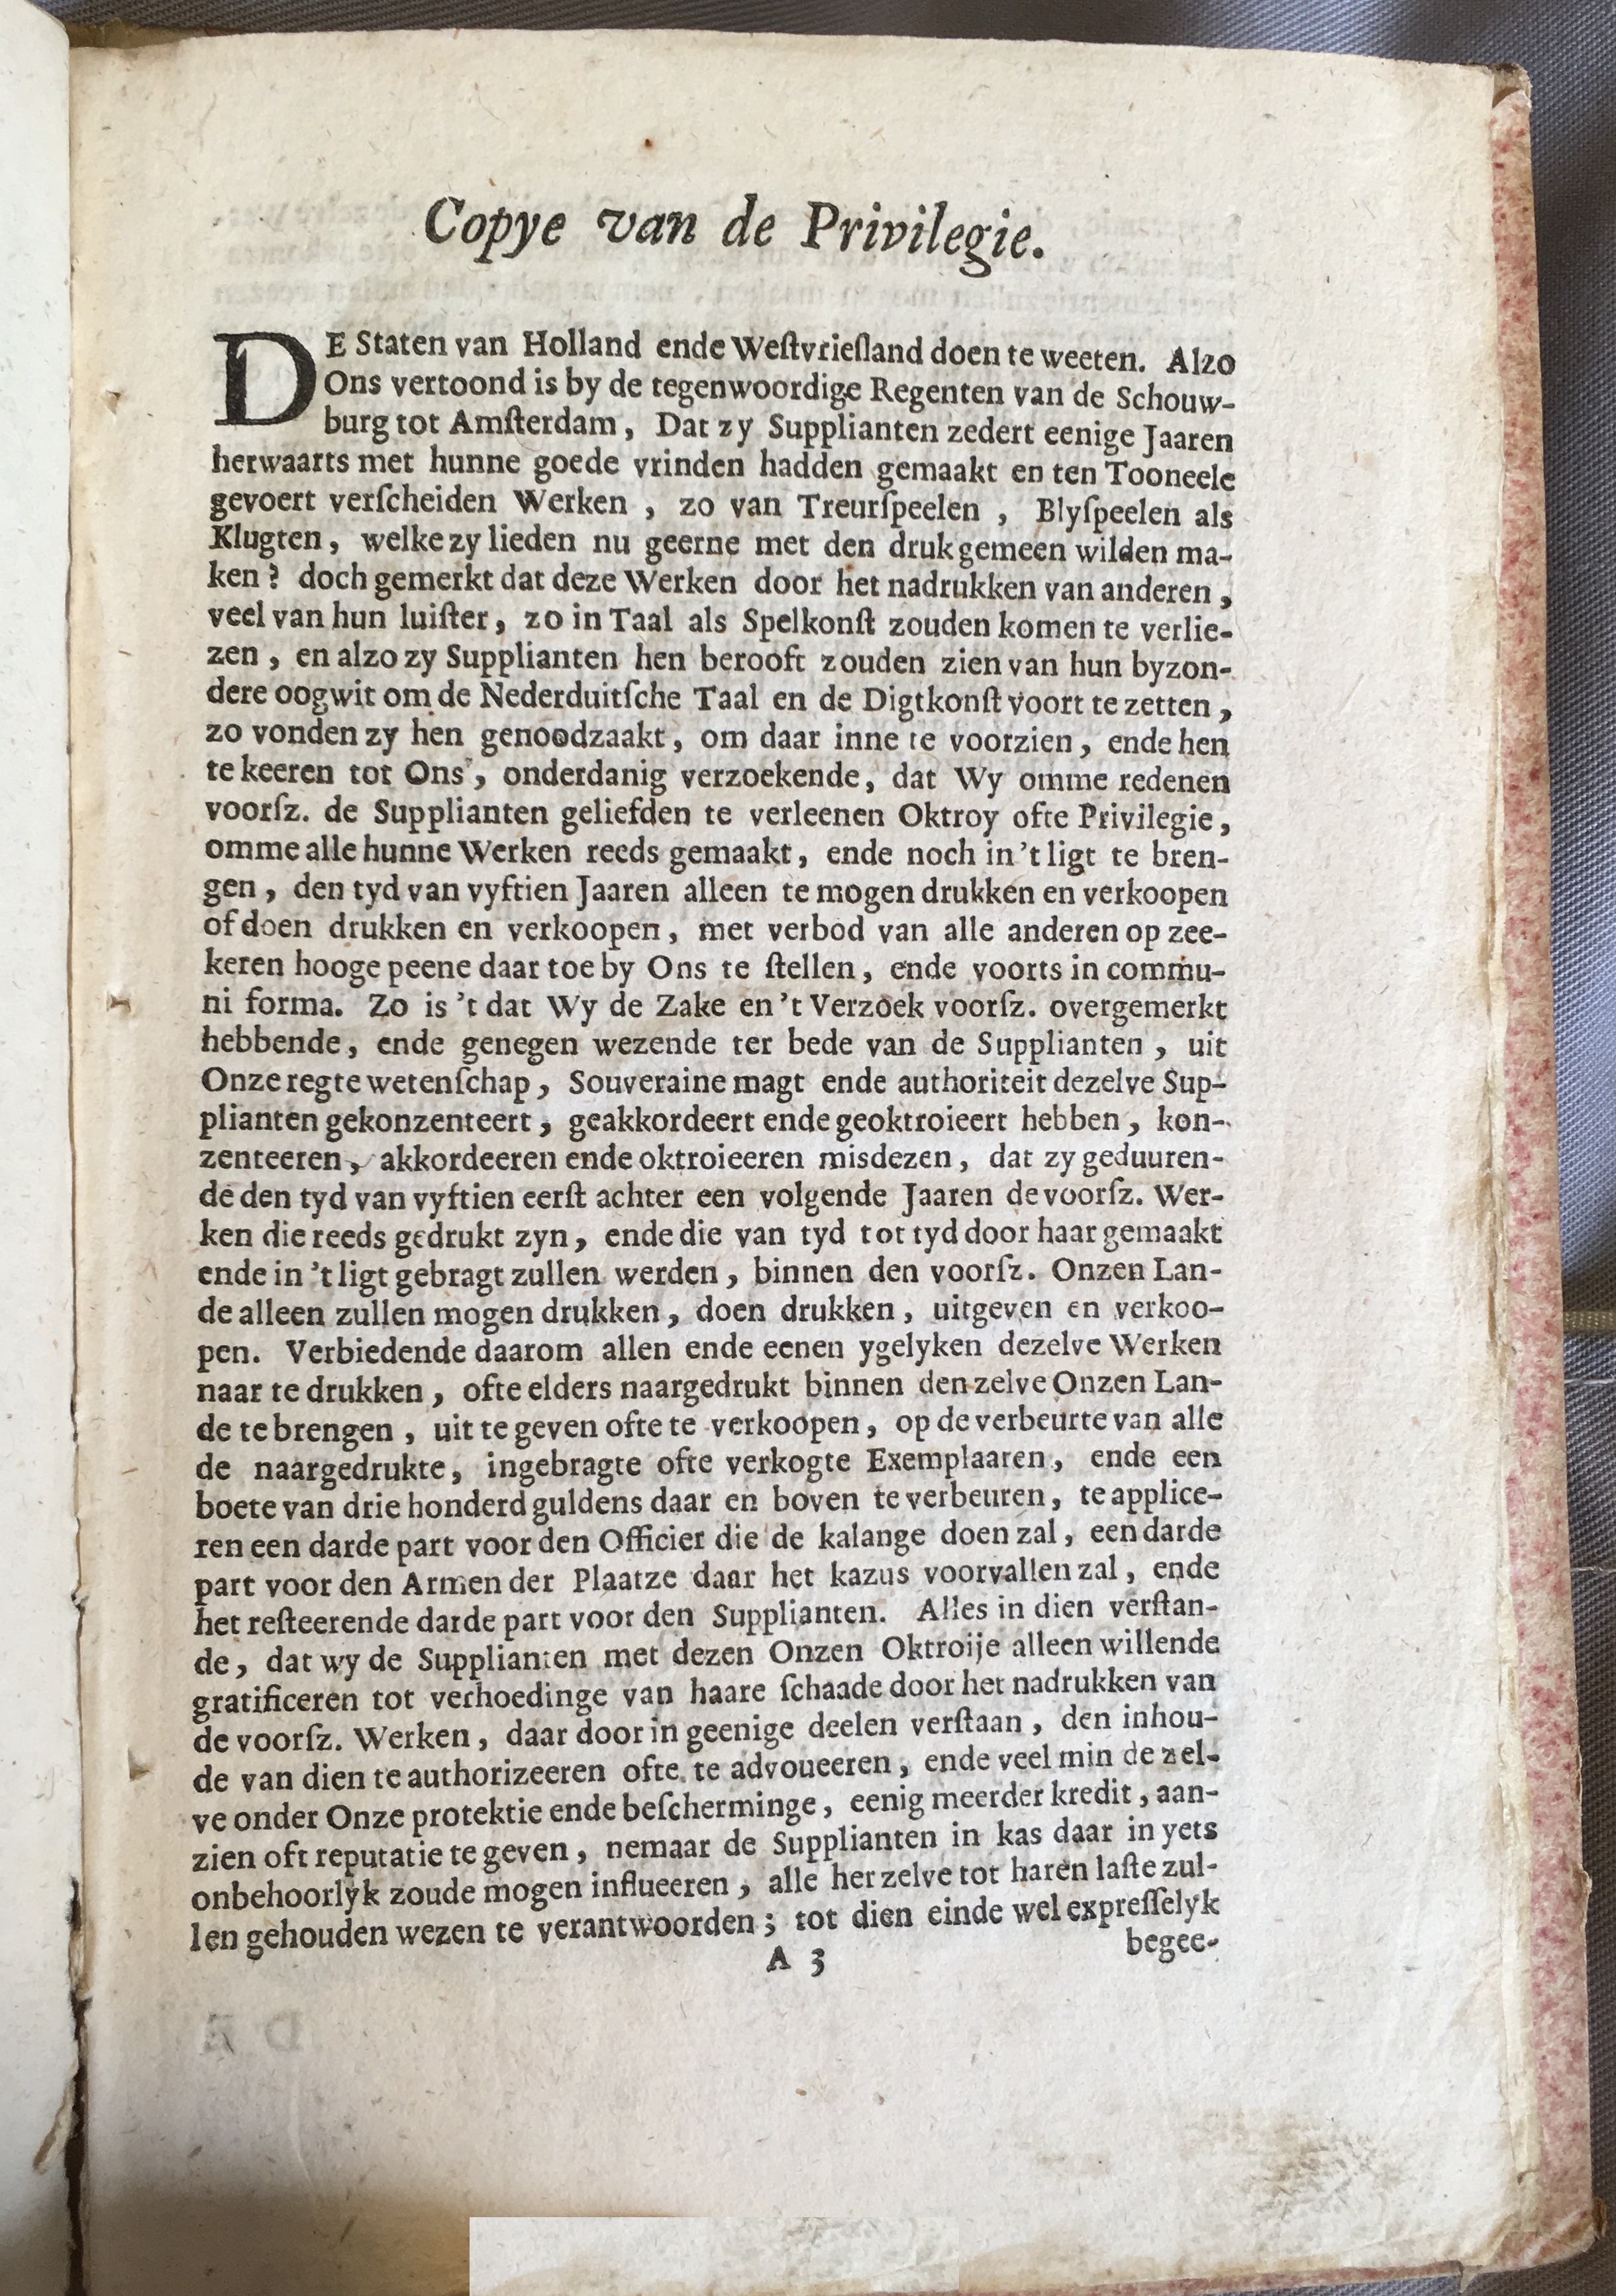 Copye van de Privilegie.
DE Staten van Holland ende Weſtvrieſland doen te weeten. Alzo
Ons vertoond is by de tegenwoordige Regenten van de Schouw-
burg tot Amſterdam, Dat zy Supplianten zedert eenige Jaaren
herwaarts met hunne goede vrinden hadden gemaakt en ten Tooneele
gevoert verſcheiden Werken, zo van Treurſpeelen, Blyſpeelen als
Klugten, welke zy lieden nu geerne met den druk gemeen wilden ma-
ken? doch gemerkt dat deze Werken door het nadrukken van anderen,
veel van hun luiſter, zo in Taal als Spelkonſt zouden komen te verlie-
zen, en alzo zy Supplianten hen berooft zouden zien van hun byzon-
dere oogwit om de Nederduitſche Taal en de Digtkonſt voort te zetten,
zo vonden zy hen genoodzaakt, om daar inne te voorzien, ende hen
te keeren tot Ons, onderdanig verzoekende, dat Wy omme redenen
voorſz. de Supplianten geliefden te verleenen Oktroy ofte Privilegie,
omme alle hunne Werken reeds gemaakt, ende noch in 't ligt te bren-
gen, den tyd van vyftien Jaaren alleen te mogen drukken en verkoopen
of doen drukken en verkoopen, met verbod van alle anderen op zee-
keren hooge peene daar toe by Ons te ſtellen, ende voorts in commu-
ni forma. Zo is 't dat Wy de Zake en 't Verzoek voorſz. overgemerkt
hebbende, ende genegen wezende ter bede van de Supplianten, uit
Onze regte wetenſchap, Souveraine magt ende authoriteit dezelve Sup-
plianten gekonzenteert, geakkordeert ende geoktroieert hebben, kon-
zenteeren, akkordeeren ende oktroieeren misdezen, dat zy geduuren-
de den tyd van vyftien eerſt achter een volgende Jaaren de voorſz. Wer-
ken die reeds gedrukt zyn, ende die van tyd tot tyd door haar gemaakt
ende in 't ligt gebragt zullen werden, binnen den voorſz. Onzen Lan-
de alleen zullen mogen drukken, doen drukken, uitgeven en verkoo-
pen. Verbiedende daarom allen ende eenen ygelyken dezelve Werken
naar te drukken, ofte elders naargedrukt binnen denzelve Onzen Lan-
de te brengen, uit te geven ofte te verkoopen, op de verbeurte van alle
de naargedrukte, ingebragte ofte verkogte Exemplaaren, ende een
boete van drie honderd guldens daar en boven te verbeuren, te applice-
ren een darde part voor den Officier die de kalange doen zal, een darde
part voor den Armen der Plaatze daar het kazus voorvallen zal, ende
het reſteerende darde part voor den Supplianten. Alles in dien verſtan-
de, dat wy de Supplianten met dezen Onzen Oktroije alleen willende
gratificeren tot verhoedinge van haare ſchaade door het nadrukken van
de voorſz. Werken, daar door in geenige deelen verſtaan, den inhou-
de van dien te authorizeeren ofte te advoueeren, ende veel min de zel-
ve onder Onze protektie ende beſcherminge, eenig meerder kredit, aan-
zien oft reputatie te geven, nemaar de Supplianten in kas daar in yets
onbehoorlyk zoude mogen influeeren, alle her zelve tot haren laſte zul-
len gehouden wezen te verantwoorden; tot dien einde wel expreſſelyk
A 3
begee-